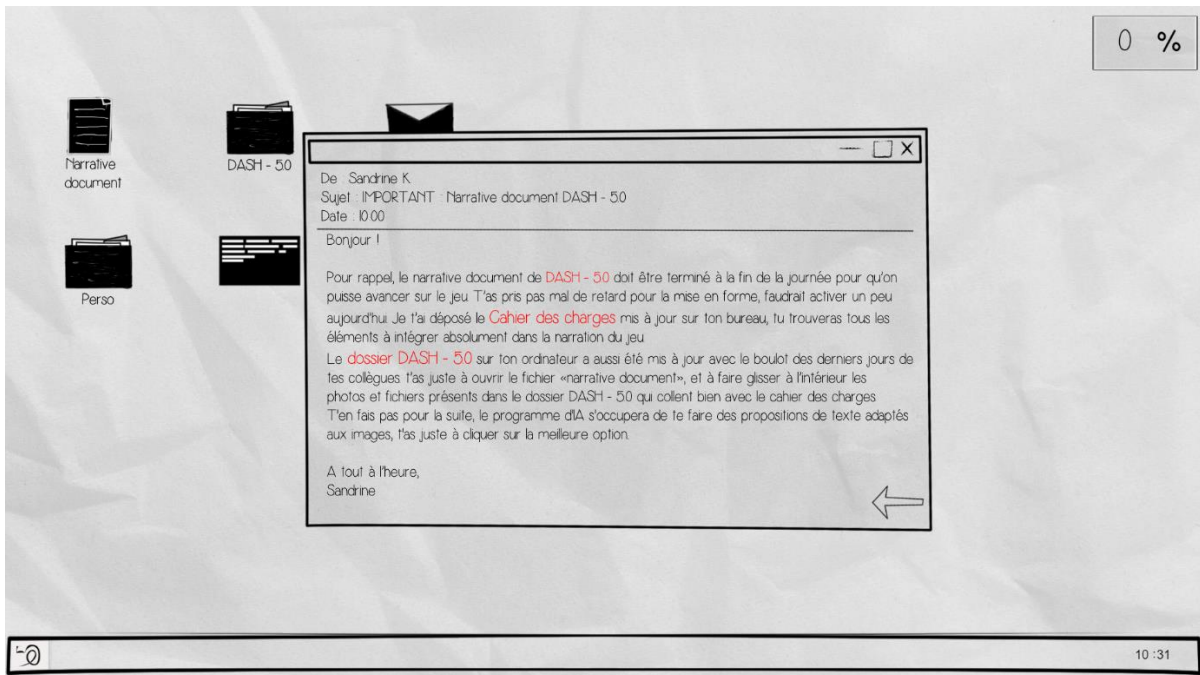 0 %
Narrative
document
DASH - 50
Perso
De : Sandrine K.
Sujet : IMPORTANT : Narrative document DASH - 50
Date : 10:00
Bonjour !
Pour rappel, le narrative document de DASH - 50 doit être terminé à la fin de la journée pour qu'on
puisse avancer sur le jeu. T'as pris pas mal de retard pour la mise en forme, faudrait activer un peu
aujourd'hui. Je t'ai déposé le Cahier des charges mis à jour sur ton bureau, tu trouveras tous les
éléments à intégrer absolument dans la narration du jeu.
Le dossier DASH - 50 sur ton ordinateur a aussi été mis à jour avec le boulot des derniers jours de
tes collègues t'as juste à ouvrir le fichier «narrative document», et à faire glisser à l'intérieur les
photos et fichiers présents dans le dossier DASH - 50 qui collent bien avec le cahier des charges.
T'en fais pas pour la suite, le programme d'IA s'occupera de te faire des propositions de texte adaptés
aux images, t'as juste à cliquer sur la meilleure option.
A tout à l'heure,
Sandrine
10 :31